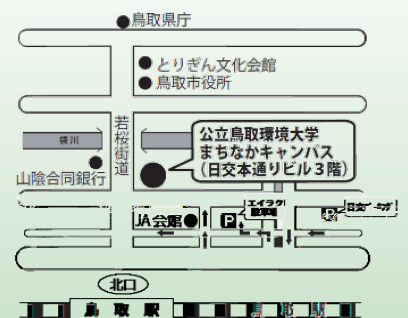 鳥取県庁
とりぎん文化会館
鳥取市役所
若桜街道
袋川
公立鳥取環境大学
まちなかキャンパス
（日交本通りビル３階）
山陰合同銀行
JA会館
P
P
北口
鳥取駅